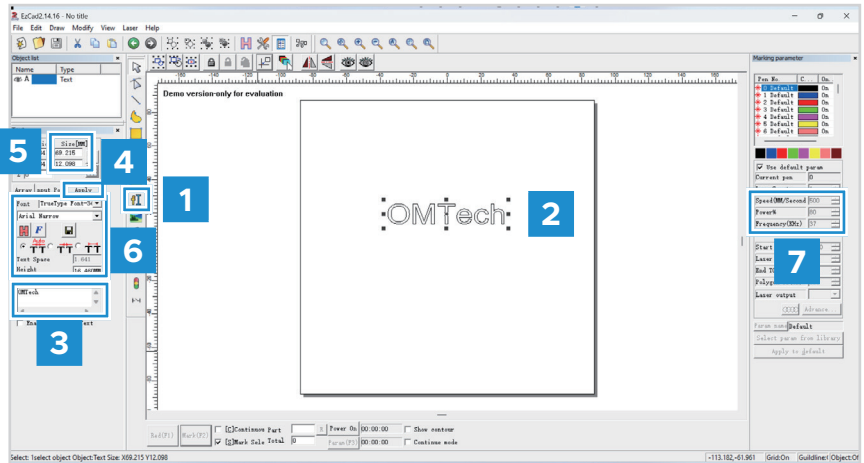 EzCad2.14.16 - No title
File Edit Draw Modify View Laser Help
Object list
Name Type
A Text
Demo version-only for evaluation
Size[MM]
69.215
12.098
Apply
Font TrueType Font-
Arial Narrow
Auto
Text Space 1.641
Height
OMTech
1
2
3
4
5
6
7
OMTech
Marking parameter
Pen No. C... On..
0 Default On
1 Default On
2 Default On
3 Default On
4 Default On
5 Default On
6 Default On
Use default param
Current pen 0
Speed(MM/Second 500
Power%
Frequency(KHz) 37
Start
Laser
End
Polyg
Laser output
Advance...
Param name Default
Select param from library
Apply to default
Red(F1) Mark(F2) [C]Continuous Part R Power On 00:00:00 Show contour
[S]Mark Sele Total 0 Param(F3) 00:00:00 Continue mode
Select: 1select object Object:Text Size: X69.215 Y12.098 -113.182,-61.961 Grid:On Guildline:I Object:Of